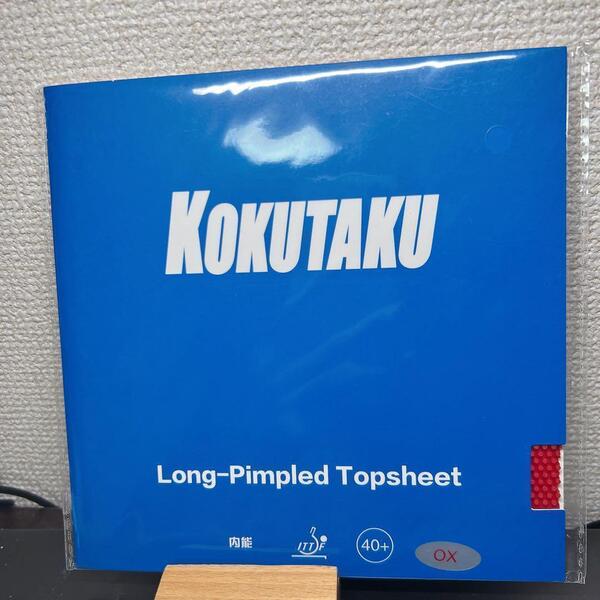 KOKUTAKU
Long-Pimpled Topsheet
内能
ITTF
40+
OX